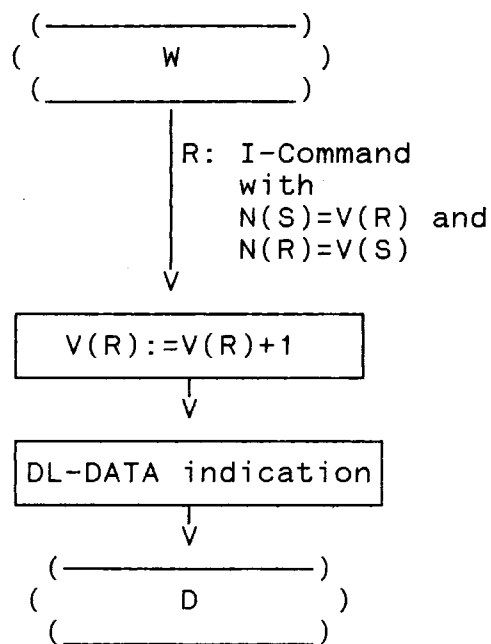 W
R: I-Command
with
N(S)=V(R) and
N(R)=V(S)
V(R):=V(R)+1
DL-DATA indication
D